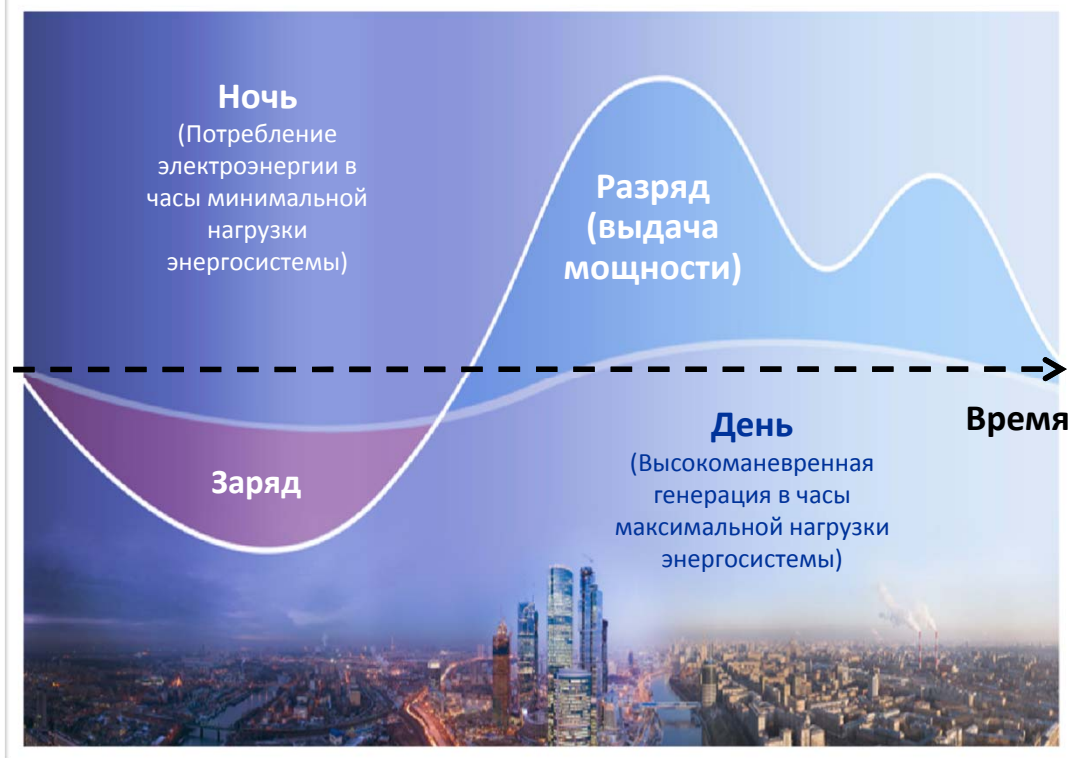 Ночь
(Потребление
электроэнергии в
часы минимальной
нагрузки
энергосистемы)
Разряд
(выдача
мощности)
Заряд
Время
День
(Высокоманевренная
генерация в часы
максимальной нагрузки
энергосистемы)